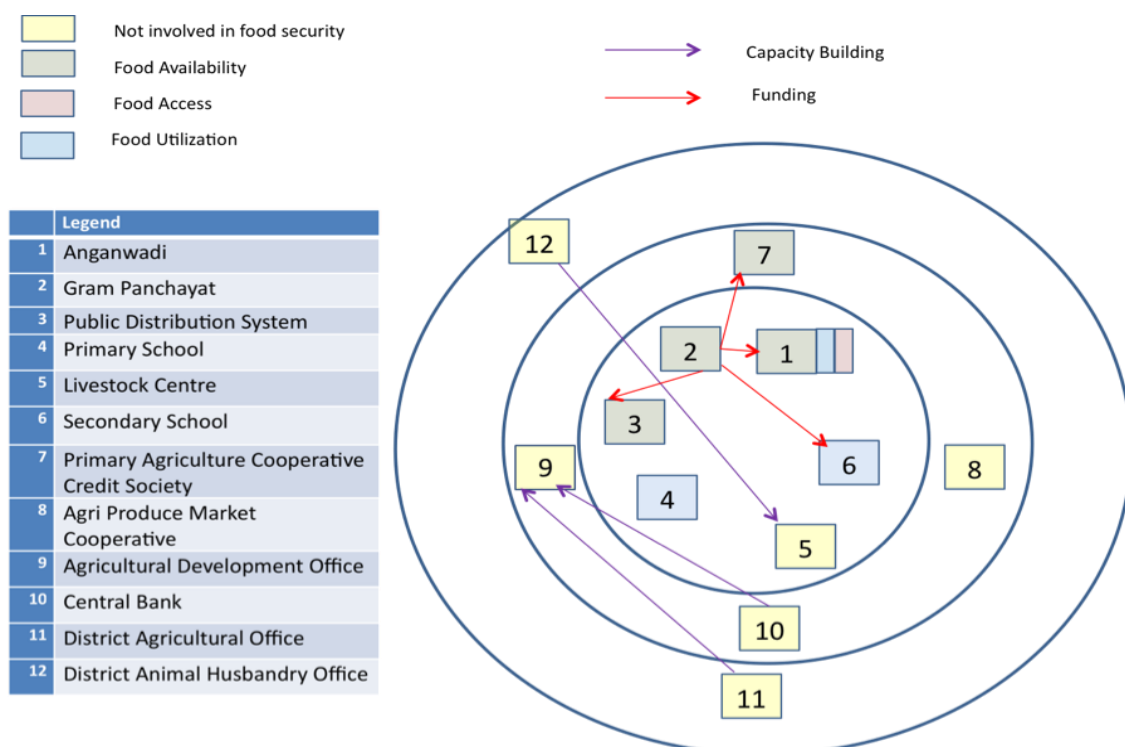 Not involved in food security
Food Availability
Food Access
Food Utilization
Capacity Building
Funding
Legend
1 Anganwadi
2 Gram Panchayat
3 Public Distribution System
4 Primary School
5 Livestock Centre
6 Secondary School
7 Primary Agriculture Cooperative
Credit Society
8 Agri Produce Market
Cooperative
9 Agricultural Development Office
10 Central Bank
11 District Agricultural Office
12 District Animal Husbandry Office
12
7
2
1
3
9
6
8
4
5
10
11